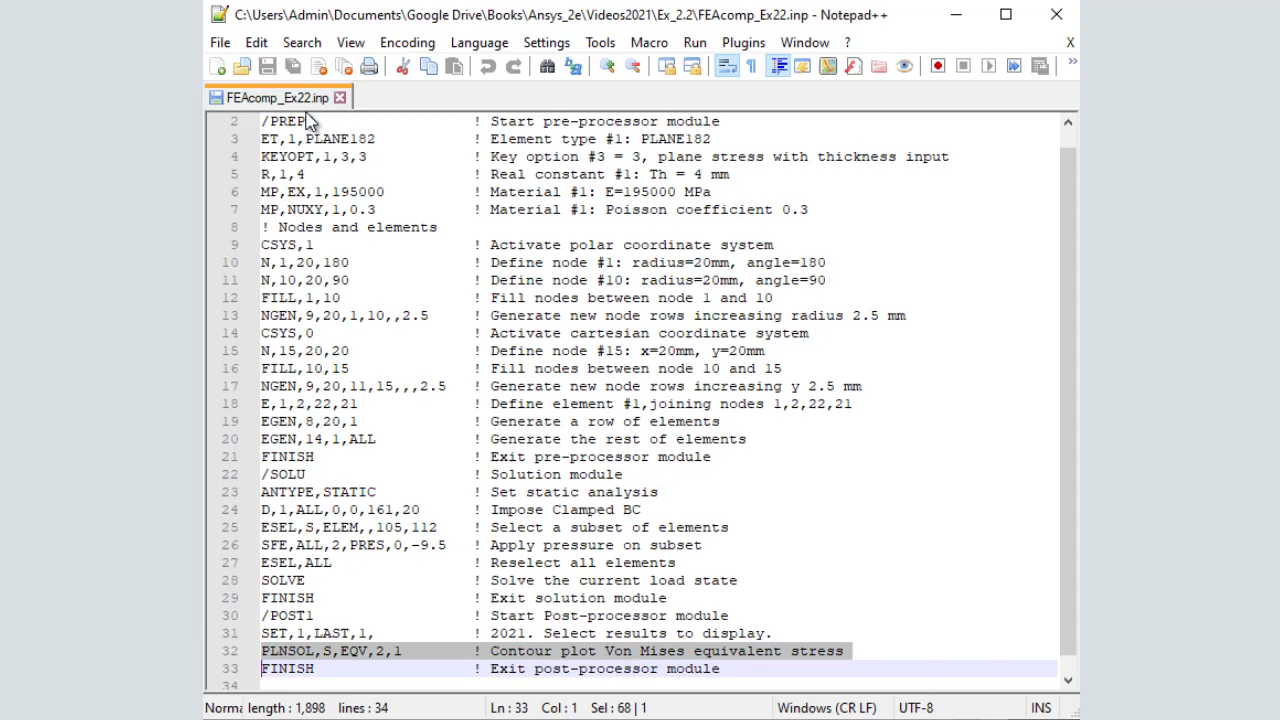 C:\Users\Admin\Documents\Google Drive\Books\Ansys_2e\Videos2021\Ex_2.2\FEAcomp_Ex22.inp - Notepad++
File Edit Search View Encoding Language Settings Tools Macro Run Plugins Window ? X
FEAcomp_Ex22.inp
2 /PREP ! Start pre-processor module
3 ET,1,PLANE182 ! Element type #1: PLANE182
4 KEYOPT,1,3,3 ! Key option #3 = 3, plane stress with thickness input
5 R,1,4 ! Real constant #1: Th = 4 mm
6 MP,EX,1,195000 ! Material #1: E=195000 MPa
7 MP,NUXY,1,0.3 ! Material #1: Poisson coefficient 0.3
8 ! Nodes and elements
9 CSYS,1 ! Activate polar coordinate system
10 N,1,20,180 ! Define node #1: radius=20mm, angle=180
11 N,10,20,90 ! Define node #10: radius=20mm, angle=90
12 FILL,1,10 ! Fill nodes between node 1 and 10
13 NGEN,9,20,1,10,,2.5 ! Generate new node rows increasing radius 2.5 mm
14 CSYS,0 ! Activate cartesian coordinate system
15 N,15,20,20 ! Define node #15: x=20mm, y=20mm
16 FILL,10,15 ! Fill nodes between node 10 and 15
17 NGEN,9,20,11,15,,,2.5 ! Generate new node rows increasing y 2.5 mm
18 E,1,2,22,21 ! Define element #1,joining nodes 1,2,22,21
19 EGEN,8,20,1 ! Generate a row of elements
20 EGEN,14,1,ALL ! Generate the rest of elements
21 FINISH ! Exit pre-processor module
22 /SOLU ! Solution module
23 ANTYPE,STATIC ! Set static analysis
24 D,1,ALL,0,0,161,20 ! Impose Clamped BC
25 ESEL,S,ELEM,,105,112 ! Select a subset of elements
26 SFE,ALL,2,PRES,0,-9.5 ! Apply pressure on subset
27 ESEL,ALL ! Reselect all elements
28 SOLVE ! Solve the current load state
29 FINISH ! Exit solution module
30 /POST1 ! Start Post-processor module
31 SET,1,LAST,1, ! 2021. Select results to display.
32 PLNSOL,S,EQV,2,1 ! Contour plot Von Mises equivalent stress
33 FINISH ! Exit post-processor module
34
Norma length : 1,898 lines : 34 Ln : 33 Col : 1 Sel : 68 | 1 Windows (CR LF) UTF-8 INS